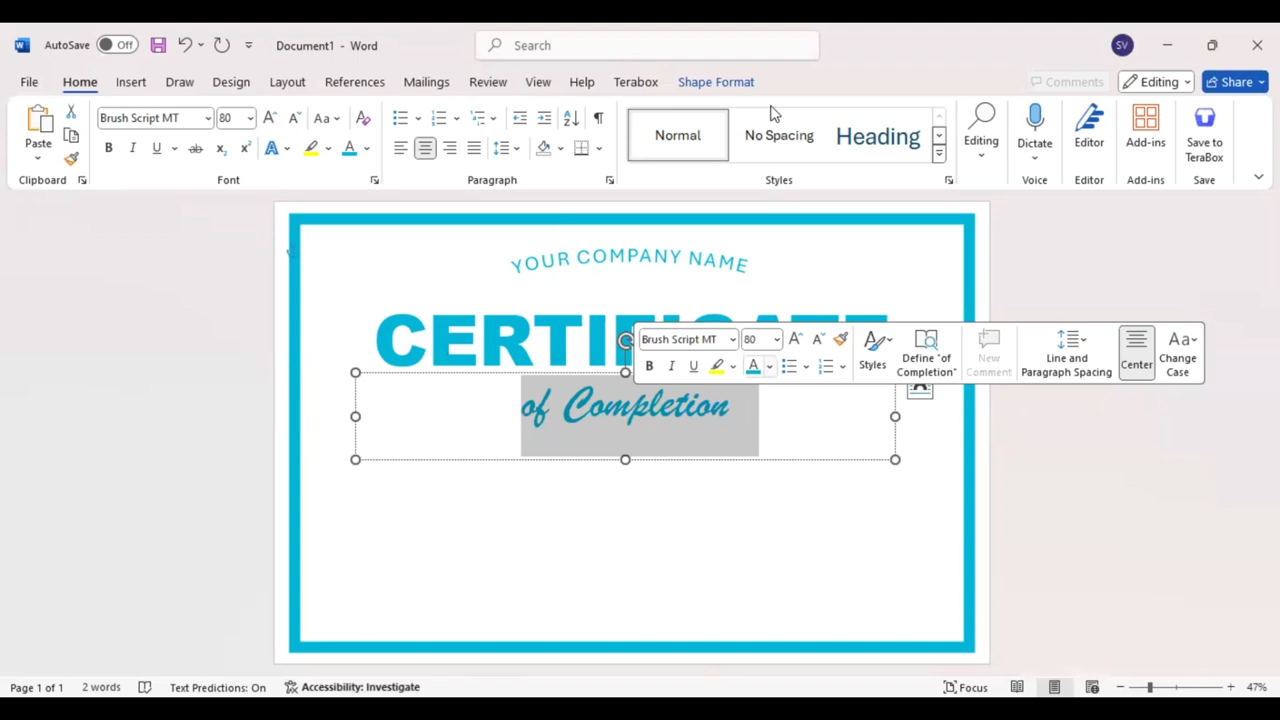 AutoSave Off Document1 - Word Search SV
File Home Insert Draw Design Layout References Mailings Review View Help Terabox Shape Format Comments Editing Share
Paste Brush Script MT 80 Normal No Spacing Heading Editing Dictate Editor Add-ins Save to TeraBox
Clipboard Font Paragraph Styles Voice Editor Add-ins Save
YOUR COMPANY NAME
CERTIFICATE
Brush Script MT 80 Styles Define "of Completion" New Comment Line and Paragraph Spacing Center Change Case
of Completion
Page 1 of 1 2 words Text Predictions: On Accessibility: Investigate Focus 47%